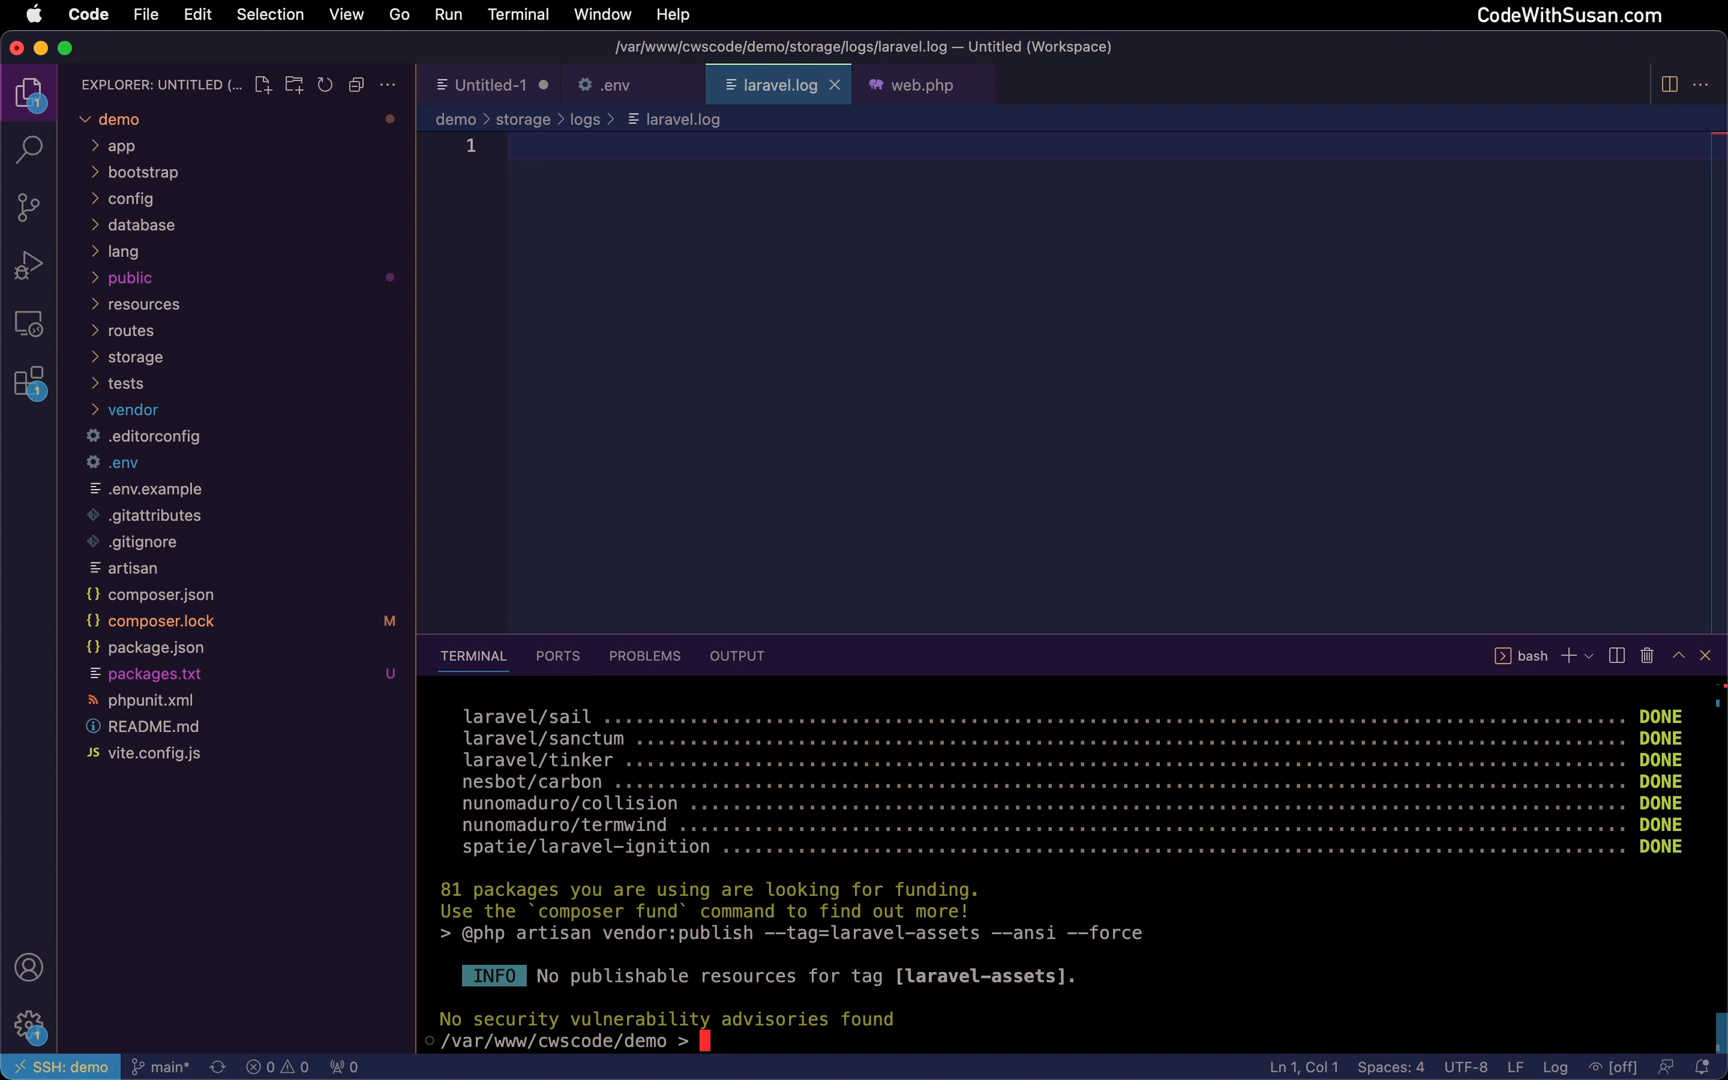 Code File Edit Selection View Go Run Terminal Window Help CodeWithSusan.com
/var/www/cwscode/demo/storage/logs/laravel.log — Untitled (Workspace)
EXPLORER: UNTITLED (...
Untitled-1 .env laravel.log web.php
demo > storage > logs > laravel.log
1
1
1
1
demo
app
bootstrap
config
database
lang
public
resources
routes
storage
tests
vendor
.editorconfig
.env
.env.example
.gitattributes
.gitignore
artisan
{} composer.json
{} composer.lock M
{} package.json
packages.txt U
phpunit.xml
README.md
JS vite.config.js
TERMINAL PORTS PROBLEMS OUTPUT bash
laravel/sail ........................................ DONE
laravel/sanctum ........................................ DONE
laravel/tinker ........................................ DONE
nesbot/carbon ........................................ DONE
nunomaduro/collision ........................................ DONE
nunomaduro/termwind ........................................ DONE
spatie/laravel-ignition ........................................ DONE
81 packages you are using are looking for funding.
Use the `composer fund` command to find out more!
> @php artisan vendor:publish --tag=laravel-assets --ansi --force
INFO No publishable resources for tag [laravel-assets].
No security vulnerability advisories found
/var/www/cwscode/demo >
SSH: demo main* 0 0 0 Ln 1, Col 1 Spaces: 4 UTF-8 LF Log [off]